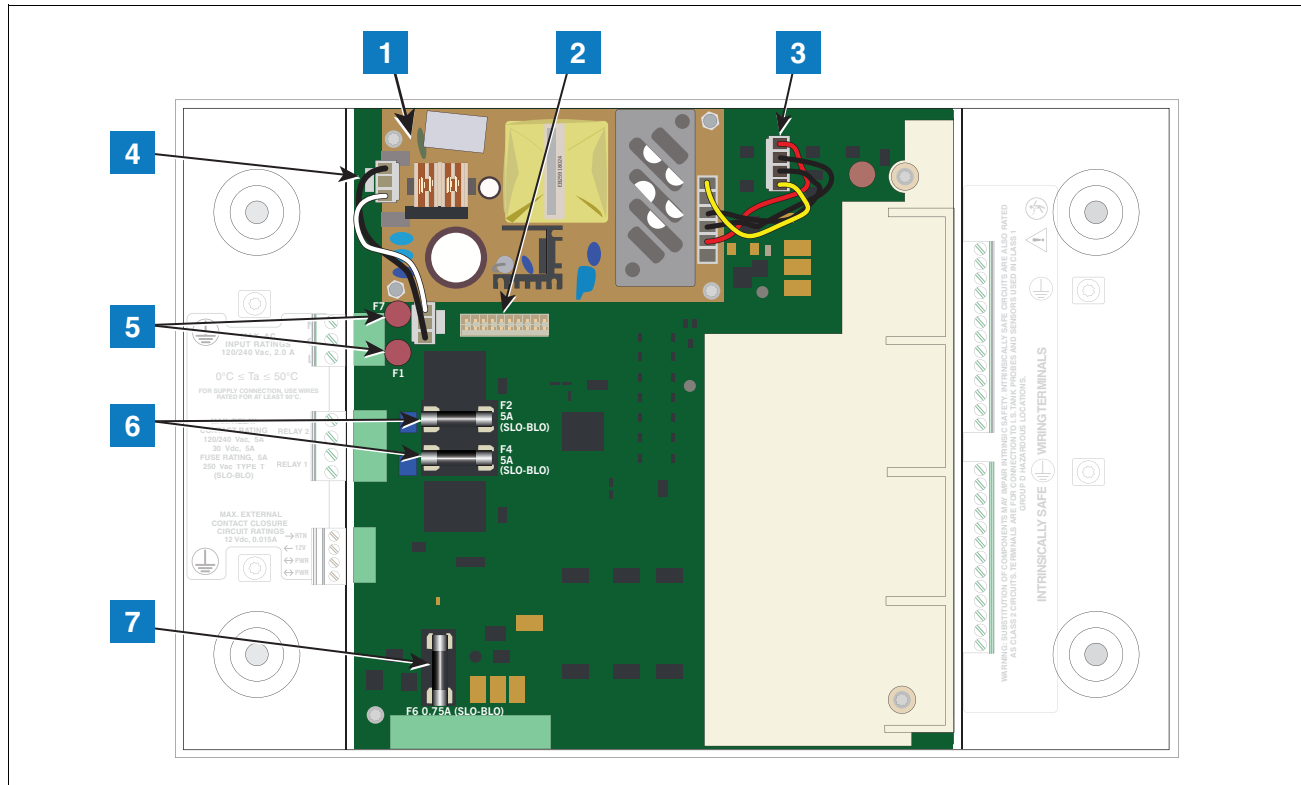 1
2
3
4
5
6
7
F7
F1
F2
5A
(SLO-BLO)
F4
5A
(SLO-BLO)
F6 0.75A (SLO-BLO)
AC
INPUT RATINGS
120/240 Vac, 2.0 A
0°C ≤ Ta ≤ 50°C
FOR SUPPLY CONNECTION, USE WIRES
RATED FOR AT LEAST 90°C.
120/240 Vac, 5A
30 Vdc, 5A
FUSE RATING, 5A
250 Vac TYPE T
(SLO-BLO)
RELAY 2
RELAY 1
MAX. EXTERNAL
CONTACT CLOSURE
CIRCUIT RATINGS
12 Vdc, 0.015A
RTN
12V
PWR
PWR
WARNING: SUBSTITUTION OF COMPONENTS MAY IMPAIR INTRINSIC SAFETY. INTRINSICALLY SAFE CIRCUITS ARE ALSO RATED
AS CLASS 2 CIRCUITS. TERMINALS ARE FOR CONNECTION TO I.S. TANK PROBES AND SENSORS USED IN CLASS 1
GROUP D HAZARDOUS LOCATIONS.
INTRINSICALLY SAFE WIRING TERMINALS